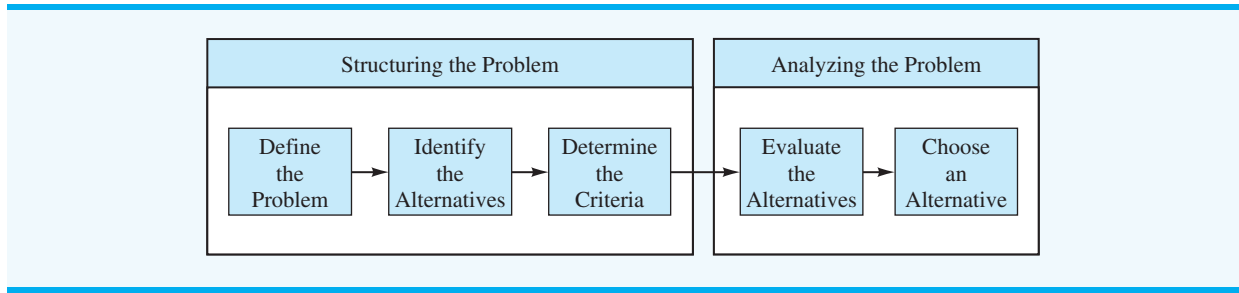 Structuring the Problem
Define
the
Problem
Identify
the
Alternatives
Determine
the
Criteria
Analyzing the Problem
Evaluate
the
Alternatives
Choose
an
Alternative